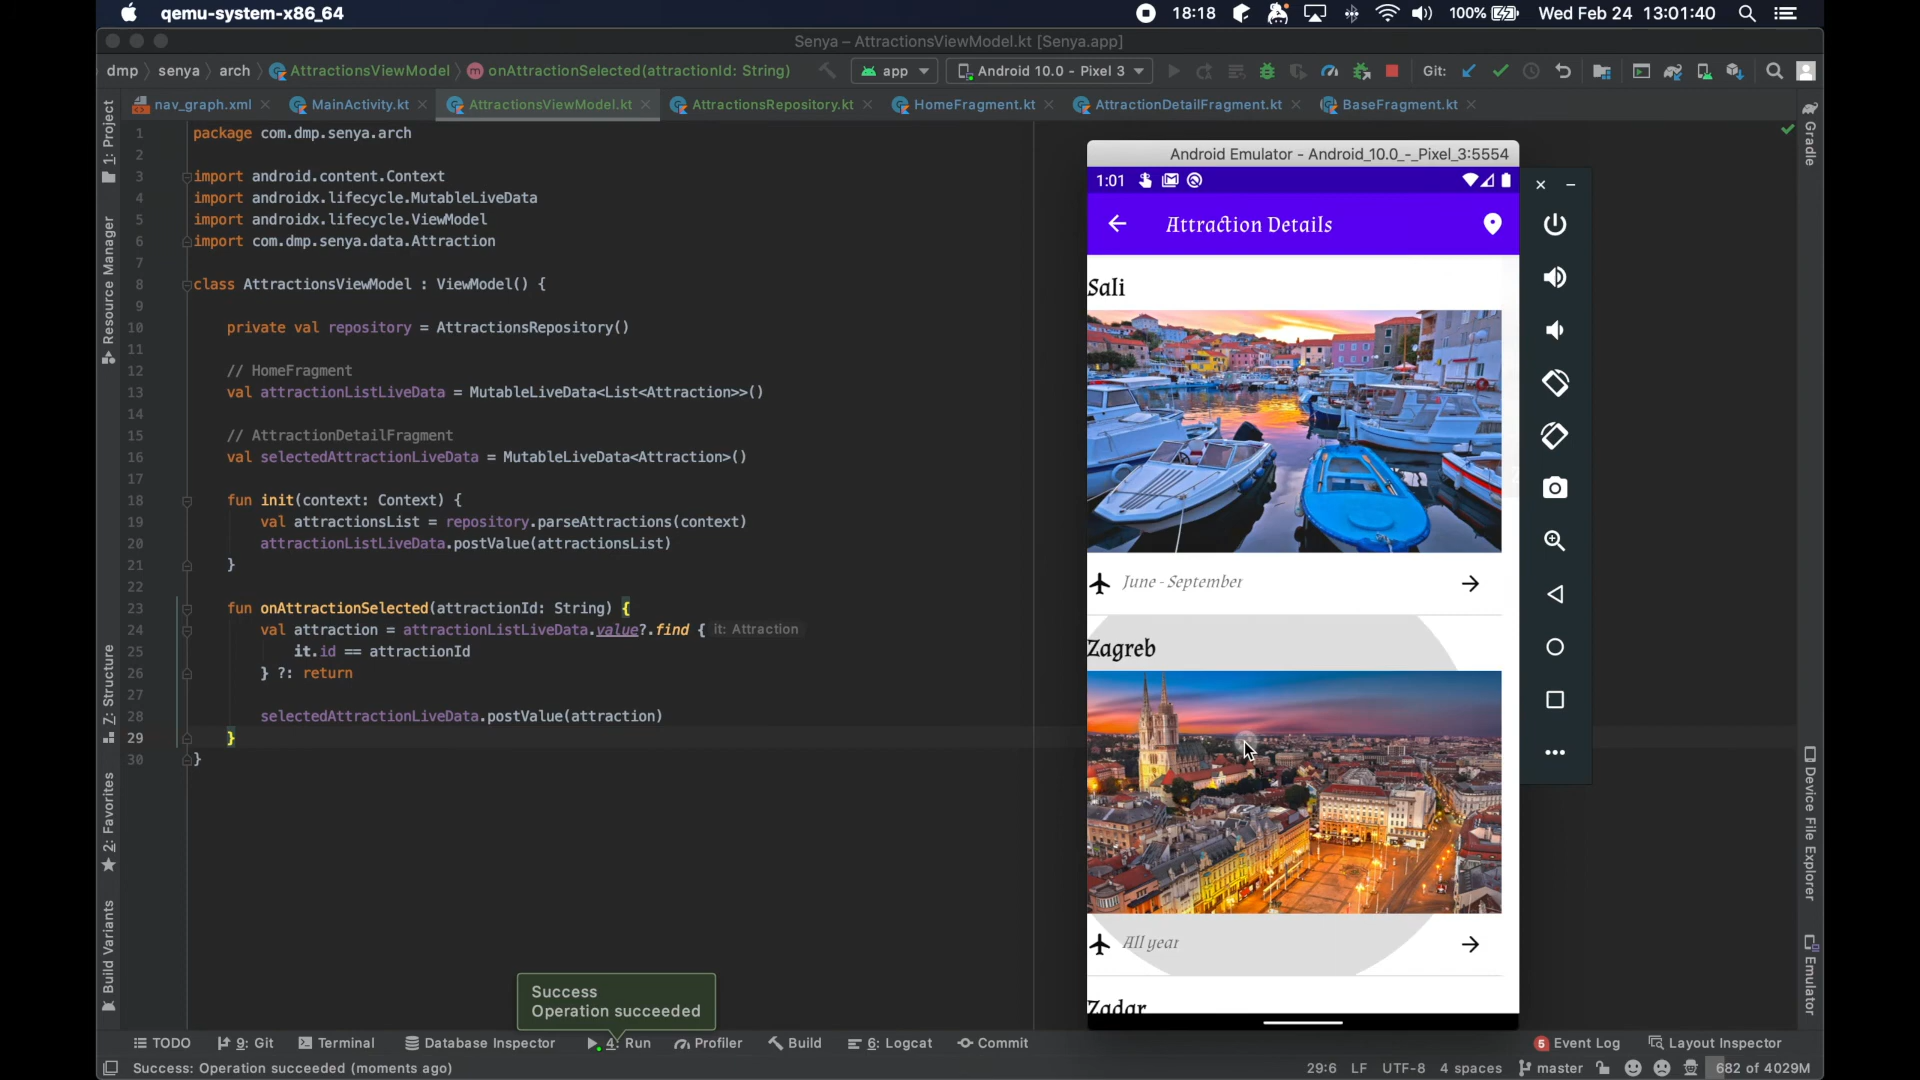 qemu-system-x86_64
18:18
100%
Wed Feb 24 13:01:40
Senya – AttractionsViewModel.kt [Senya.app]
dmp senya arch AttractionsViewModel onAttractionSelected(attractionId: String)
app
Android 10.0 - Pixel 3
Git:
nav_graph.xml
MainActivity.kt
AttractionsViewModel.kt
AttractionsRepository.kt
HomeFragment.kt
AttractionDetailFragment.kt
BaseFragment.kt
1: Project
Resource Manager
Z: Structure
2: Favorites
Build Variants
1 package com.dmp.senya.arch
2
3 import android.content.Context
4 import androidx.lifecycle.MutableLiveData
5 import androidx.lifecycle.ViewModel
6 import com.dmp.senya.data.Attraction
7
8 class AttractionsViewModel : ViewModel() {
9
10 private val repository = AttractionsRepository()
11
12 // HomeFragment
13 val attractionListLiveData = MutableLiveData<List<Attraction>>()
14
15 // AttractionDetailFragment
16 val selectedAttractionLiveData = MutableLiveData<Attraction>()
17
18 fun init(context: Context) {
19 val attractionsList = repository.parseAttractions(context)
20 attractionListLiveData.postValue(attractionsList)
21 }
22
23 fun onAttractionSelected(attractionId: String) {
24 val attraction = attractionListLiveData.value?.find { it: Attraction
25 it.id == attractionId
26 } ?: return
27
28 selectedAttractionLiveData.postValue(attraction)
29 }
30 }
Android Emulator - Android_10.0_-_Pixel_3:5554
1:01
Attraction Details
Sali
June - September
Zagreb
All year
Zadar
Gradle
Device File Explorer
Emulator
Success
Operation succeeded
TODO
9: Git
Terminal
Database Inspector
4: Run
Profiler
Build
6: Logcat
Commit
5 Event Log
Layout Inspector
Success: Operation succeeded (moments ago)
29:6 LF UTF-8 4 spaces master 682 of 4029M